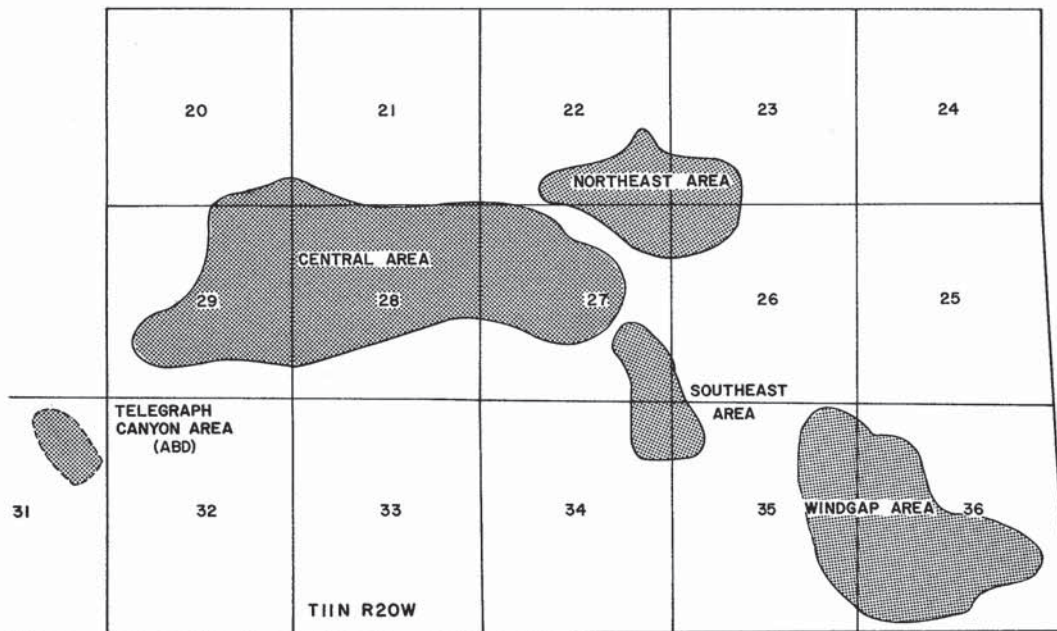 20
21
22
23
24
NORTHEAST AREA
CENTRAL AREA
29
28
27
26
25
TELEGRAPH
CANYON AREA
(ABD)
SOUTHEAST
AREA
31
32
33
34
35
WINDGAP AREA
36
T11N R20W